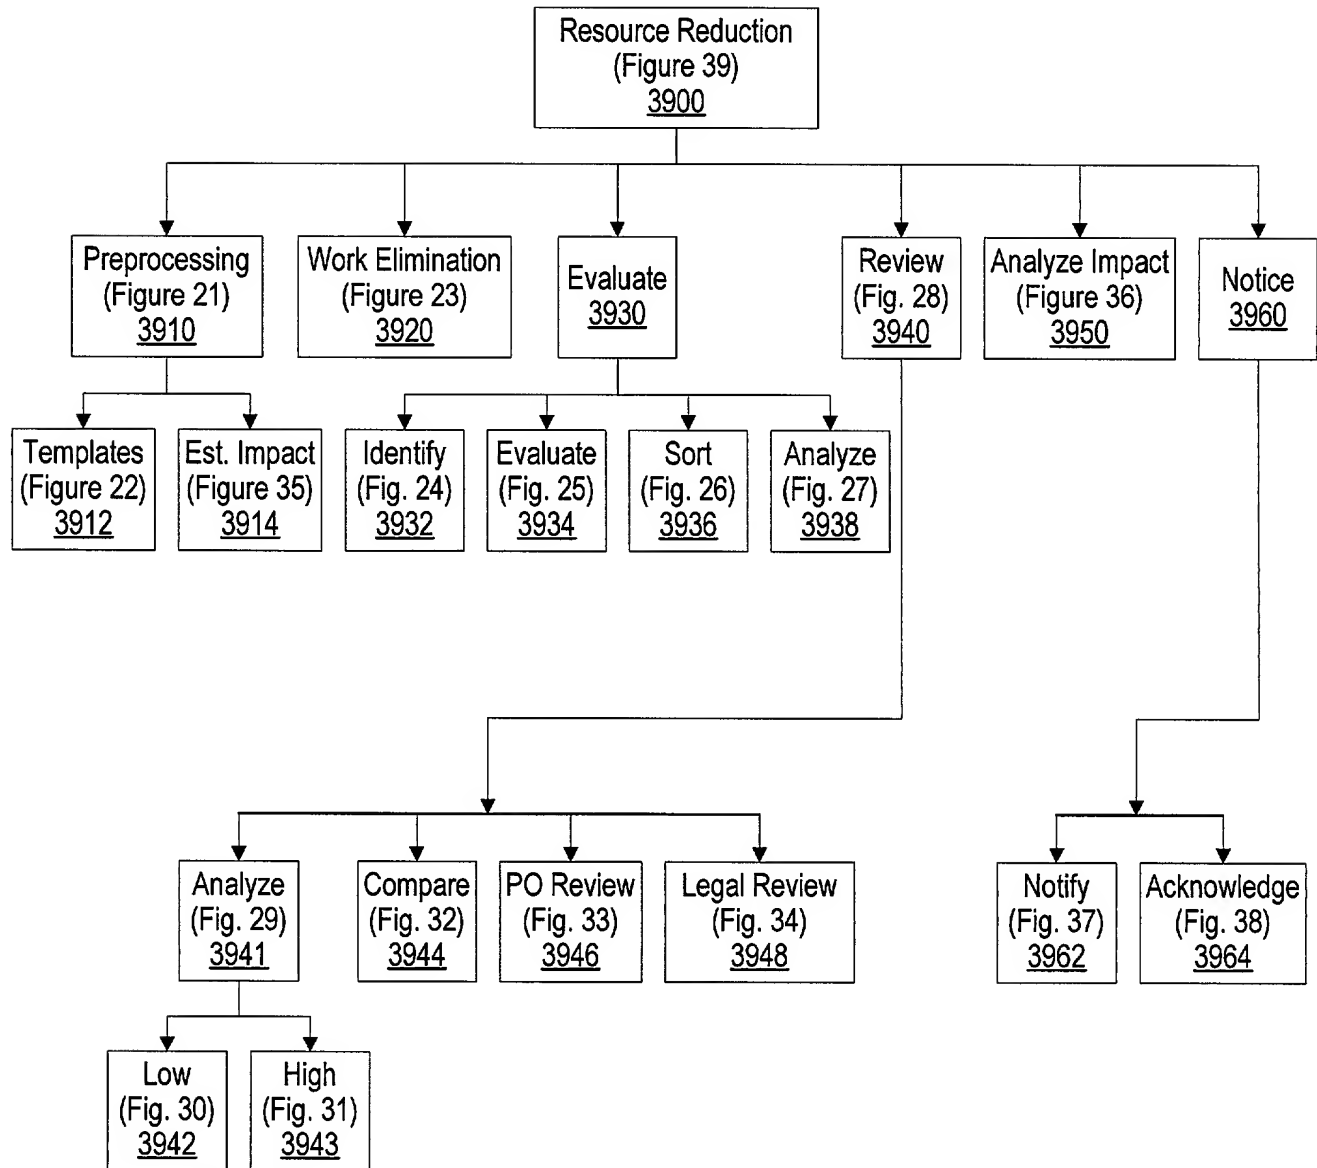 Resource Reduction
(Figure 39)
3900
Preprocessing
(Figure 21)
3910
Work Elimination
(Figure 23)
3920
Evaluate
3930
Review
(Fig. 28)
3940
Analyze Impact
(Figure 36)
3950
Notice
3960
Templates
(Figure 22)
3912
Est. Impact
(Figure 35)
3914
Identify
(Fig. 24)
3932
Evaluate
(Fig. 25)
3934
Sort
(Fig. 26)
3936
Analyze
(Fig. 27)
3938
Analyze
(Fig. 29)
3941
Compare
(Fig. 32)
3944
PO Review
(Fig. 33)
3946
Legal Review
(Fig. 34)
3948
Notify
(Fig. 37)
3962
Acknowledge
(Fig. 38)
3964
Low
(Fig. 30)
3942
High
(Fig. 31)
3943